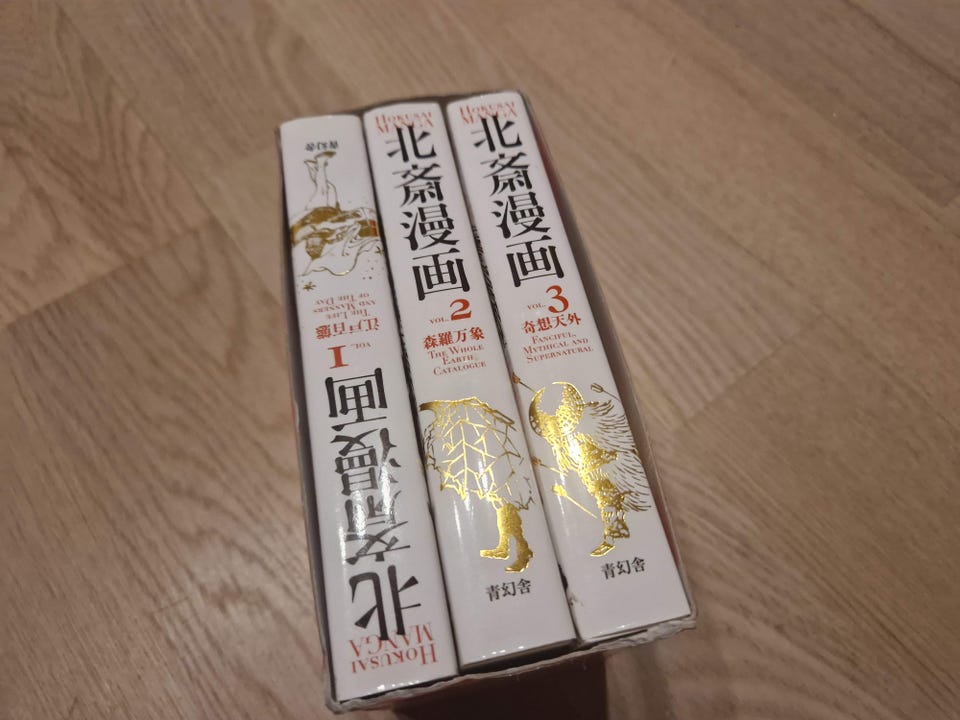 HOKUSAI
MANGA
北斎漫画
VOL. 1
江戸百態
THE LIFE
AND MANNERS
OF THE DAY
青幻舎
HOKUSAI
MANGA
北斎漫画
VOL. 2
森羅万象
THE WHOLE
EARTH
CATALOGUE
青幻舎
HOKUSAI
MANGA
北斎漫画
VOL. 3
奇想天外
FANCIFUL,
MYTHICAL AND
SUPERNATURAL
青幻舎